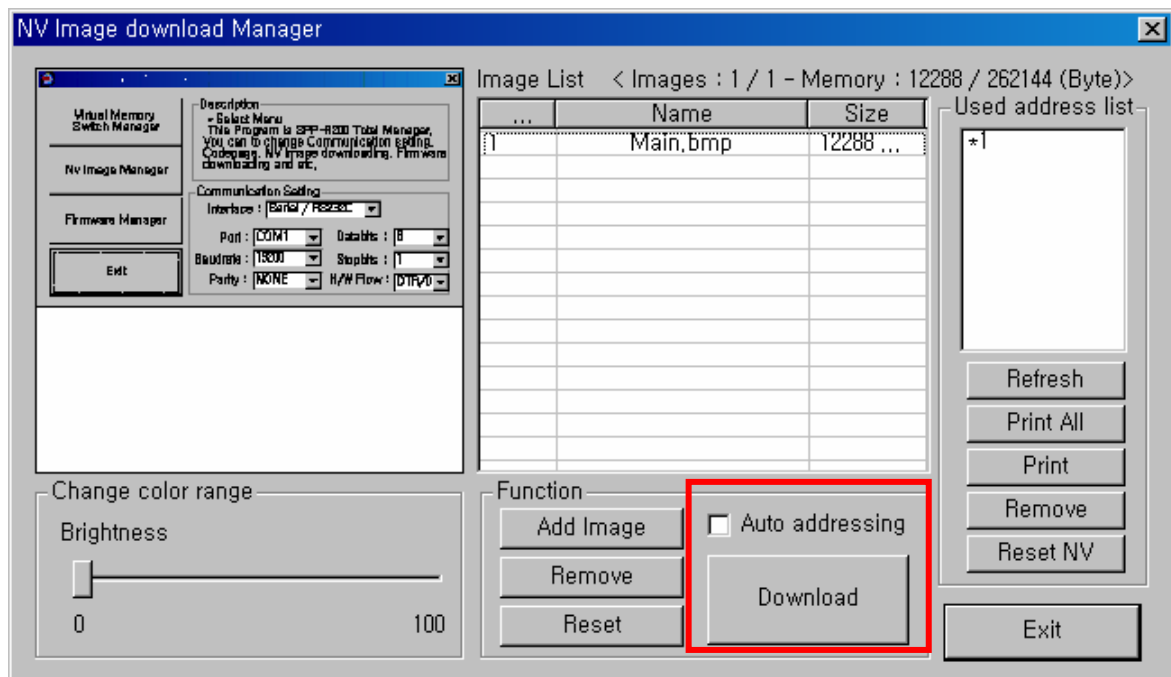 NV Image download Manager
Virtual Memory
Switch Manager
Nv Image Manager
Firmware Manager
Exit
Description
- Select Menu
This Program is SPP-R200 Total Manager,
You can to change Communication setting,
Codepage, NV Image downloading, Firmware
downloading and etc,
Communication Setting
Interface : Serial / RS232C
Port : COM1 Databits : 8
Baudrate : 19200 Stopbits : 1
Parity : NONE H/W Flow : DTR/D
Image List < Images : 1 / 1 - Memory : 12288 / 262144 (Byte)>
... Name Size
1 Main,bmp 12288 ...
Used address list
*1
Refresh
Print All
Print
Remove
Reset NV
Exit
Change color range
Brightness
0 100
Function
Add Image
Remove
Reset
Auto addressing
Download